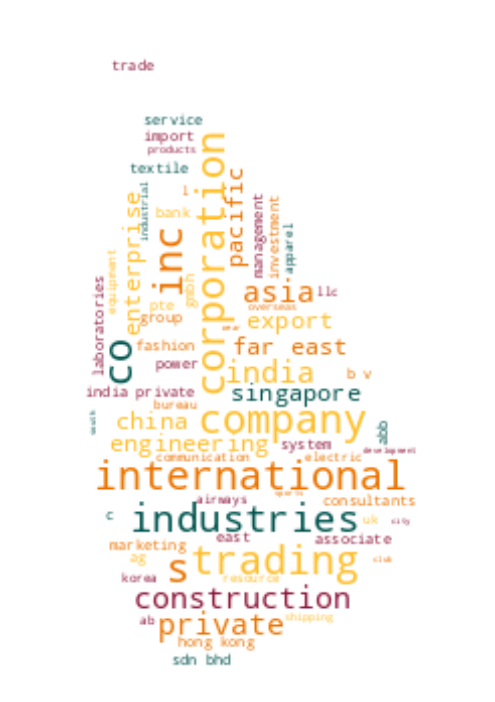 trade
service
import
products
textile
industrial
corporation
pacific
l
bank
enterprise
inc
management
investment
apparel
equipment
laboratories
gmbh
asia
llc
pte
overseas
group
wear
export
co
fashion
far east
power
india
b v
india private
singapore
bureau
south
china
company
abb
engineering
system
development
communication
electric
international
sports
airways
consultants
c
industries
uk
city
east
associate
marketing
ag
s
trading
club
korea
resource
construction
ab
private
shipping
hong kong
sdn bhd